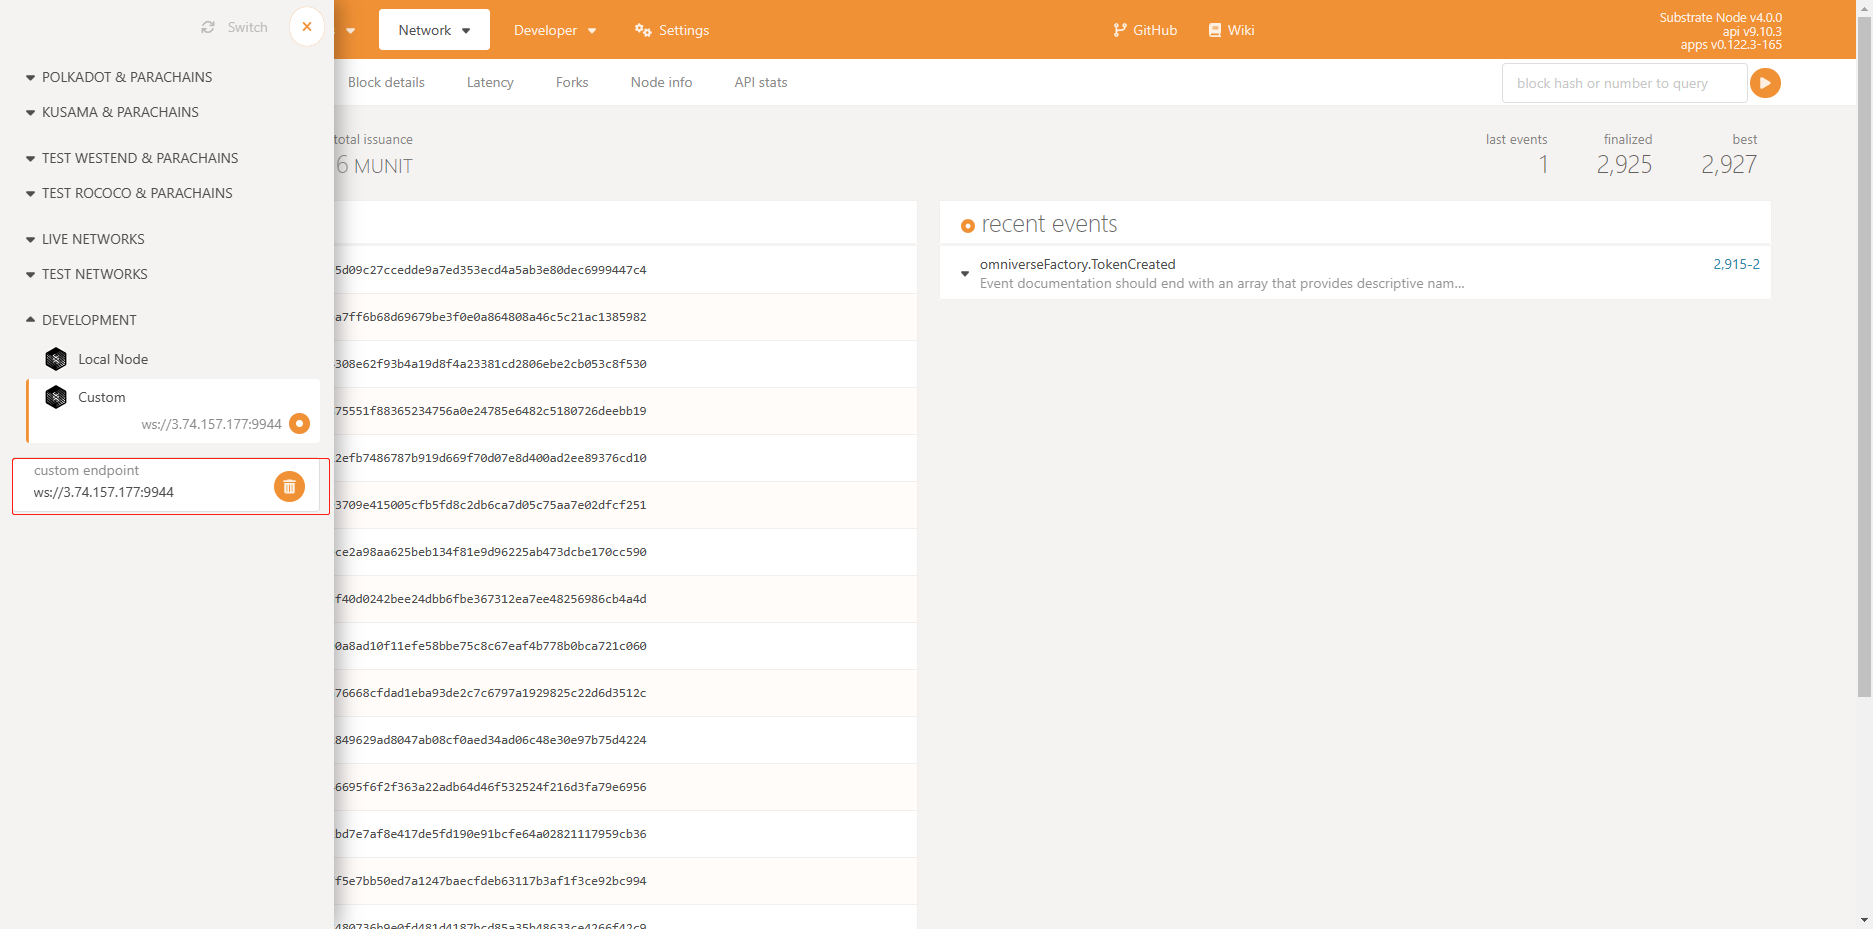 Switch
Network
Developer
Settings
GitHub
Wiki
Substrate Node v4.0.0
api v9.10.3
apps v0.122.3-165
Block details
Latency
Forks
Node info
API stats
block hash or number to query
POLKADOT & PARACHAINS
KUSAMA & PARACHAINS
TEST WESTEND & PARACHAINS
TEST ROCOCO & PARACHAINS
LIVE NETWORKS
TEST NETWORKS
DEVELOPMENT
Local Node
Custom
ws://3.74.157.177:9944
custom endpoint
ws://3.74.157.177:9944
total issuance
6 MUNIT
last events
1
finalized
2,925
best
2,927
5d09c27ccedde9a7ed353ecd4a5ab3e80dec6999447c4
a7ff6b68d69679be3f0e0a864808a46c5c21ac1385982
308e62f93b4a19d8f4a23381cd2806ebe2cb053c8f530
75551f88365234756a0e24785e6482c5180726deebb19
2efb7486787b919d669f70d07e8d400ad2ee89376cd10
3709e415005cfb5fd8c2db6ca7d05c75aa7e02dfcf251
ce2a98aa625beb134f81e9d96225ab473dcbe170cc590
f40d0242bee24dbb6fbe367312ea7ee48256986cb4a4d
0a8ad10f11efe58bbe75c8c67eaf4b778b0bca721c060
76668cfdad1eba93de2c7c6797a1929825c22d6d3512c
849629ad8047ab08cf0aed34ad06c48e30e97b75d4224
6695f6f2f363a22adb64d46f532524f216d3fa79e6956
bd7e7af8e417de5fd190e91bcfe64a02821117959cb36
f5e7bb50ed7a1247baecfdeb63117b3af1f3ce92bc994
recent events
omniverseFactory.TokenCreated
2,915-2
Event documentation should end with an array that provides descriptive nam...